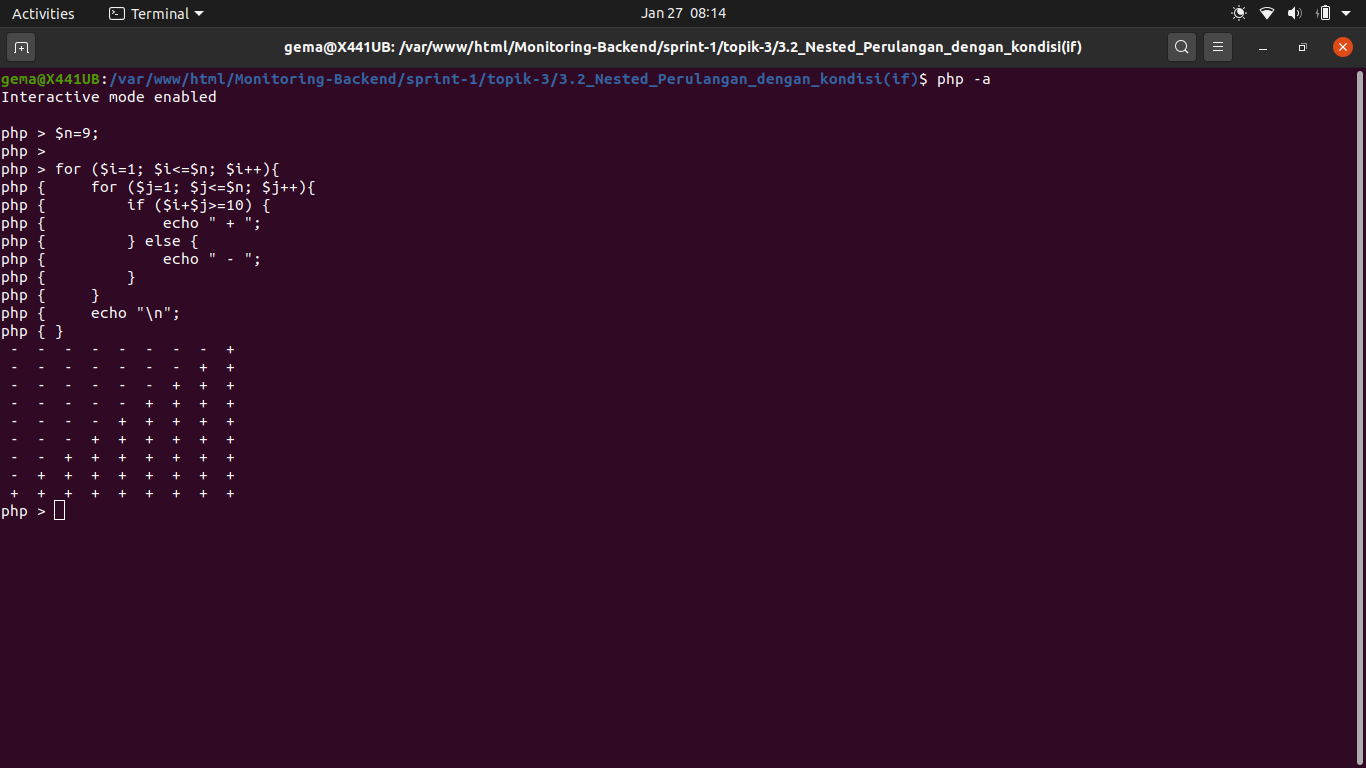 Activities Terminal Jan 27 08:14
gema@X441UB: /var/www/html/Monitoring-Backend/sprint-1/topik-3/3.2_Nested_Perulangan_dengan_kondisi(if)
gema@X441UB:/var/www/html/Monitoring-Backend/sprint-1/topik-3/3.2_Nested_Perulangan_dengan_kondisi(if)$ php -a
Interactive mode enabled

php > $n=9;
php >
php > for ($i=1; $i<=$n; $i++){
php {     for ($j=1; $j<=$n; $j++){
php {         if ($i+$j>=10) {
php {             echo " + ";
php {         } else {
php {             echo " - ";
php {         }
php {     }
php {     echo "\n";
php { }
 -  -  -  -  -  -  -  -  +
 -  -  -  -  -  -  -  +  +
 -  -  -  -  -  -  +  +  +
 -  -  -  -  -  +  +  +  +
 -  -  -  -  +  +  +  +  +
 -  -  -  +  +  +  +  +  +
 -  -  +  +  +  +  +  +  +
 -  +  +  +  +  +  +  +  +
 +  +  +  +  +  +  +  +  +
php >